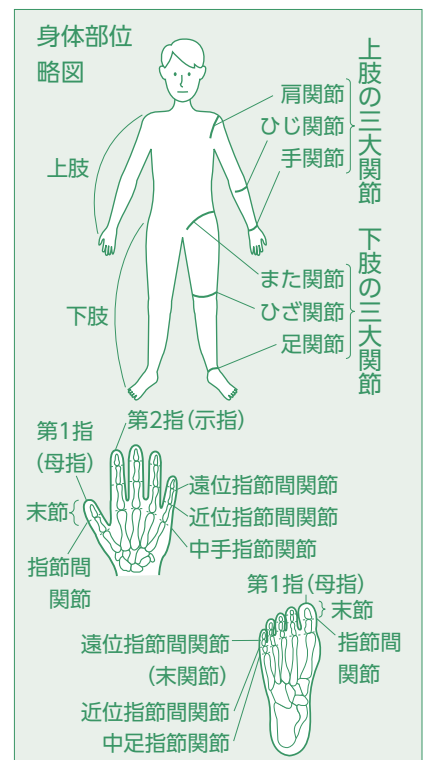 身体部位
略図
上肢の三大関節
肩関節
ひじ関節
手関節
上肢
下肢の三大関節
また関節
ひざ関節
足関節
下肢
第2指(示指)
第1指
(母指)
遠位指節間関節
末節
近位指節間関節
中手指節関節
指節間
関節
第1指(母指)
末節
指節間
関節
遠位指節間関節
(末関節)
近位指節間関節
中足指節関節